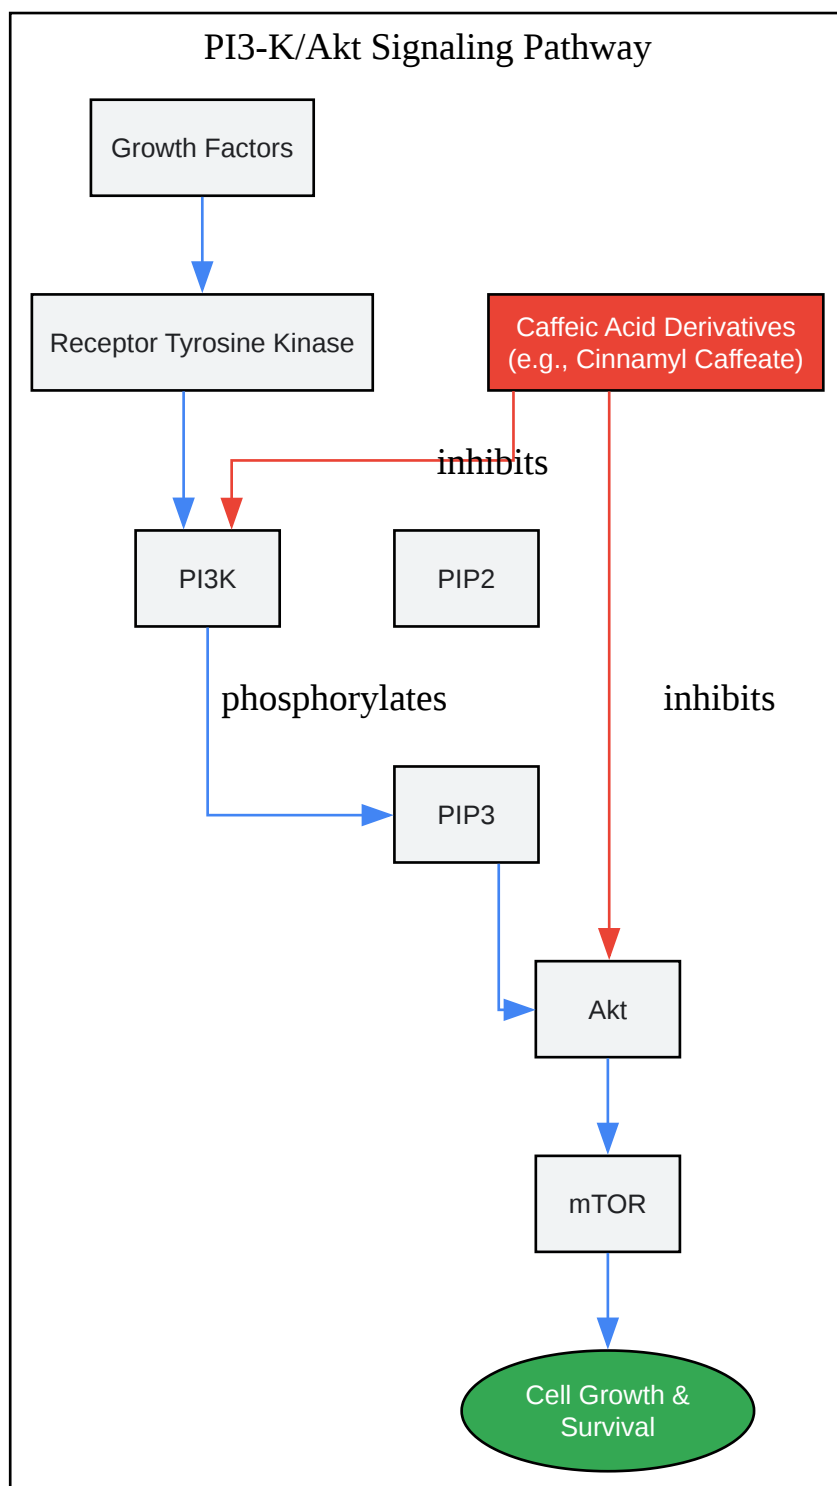 PI3-K/Akt Signaling Pathway
Growth Factors
Receptor Tyrosine Kinase
Caffeic Acid Derivatives
(e.g., Cinnamyl Caffeate)
inhibits
PI3K
PIP2
phosphorylates
inhibits
PIP3
Akt
mTOR
Cell Growth &
Survival